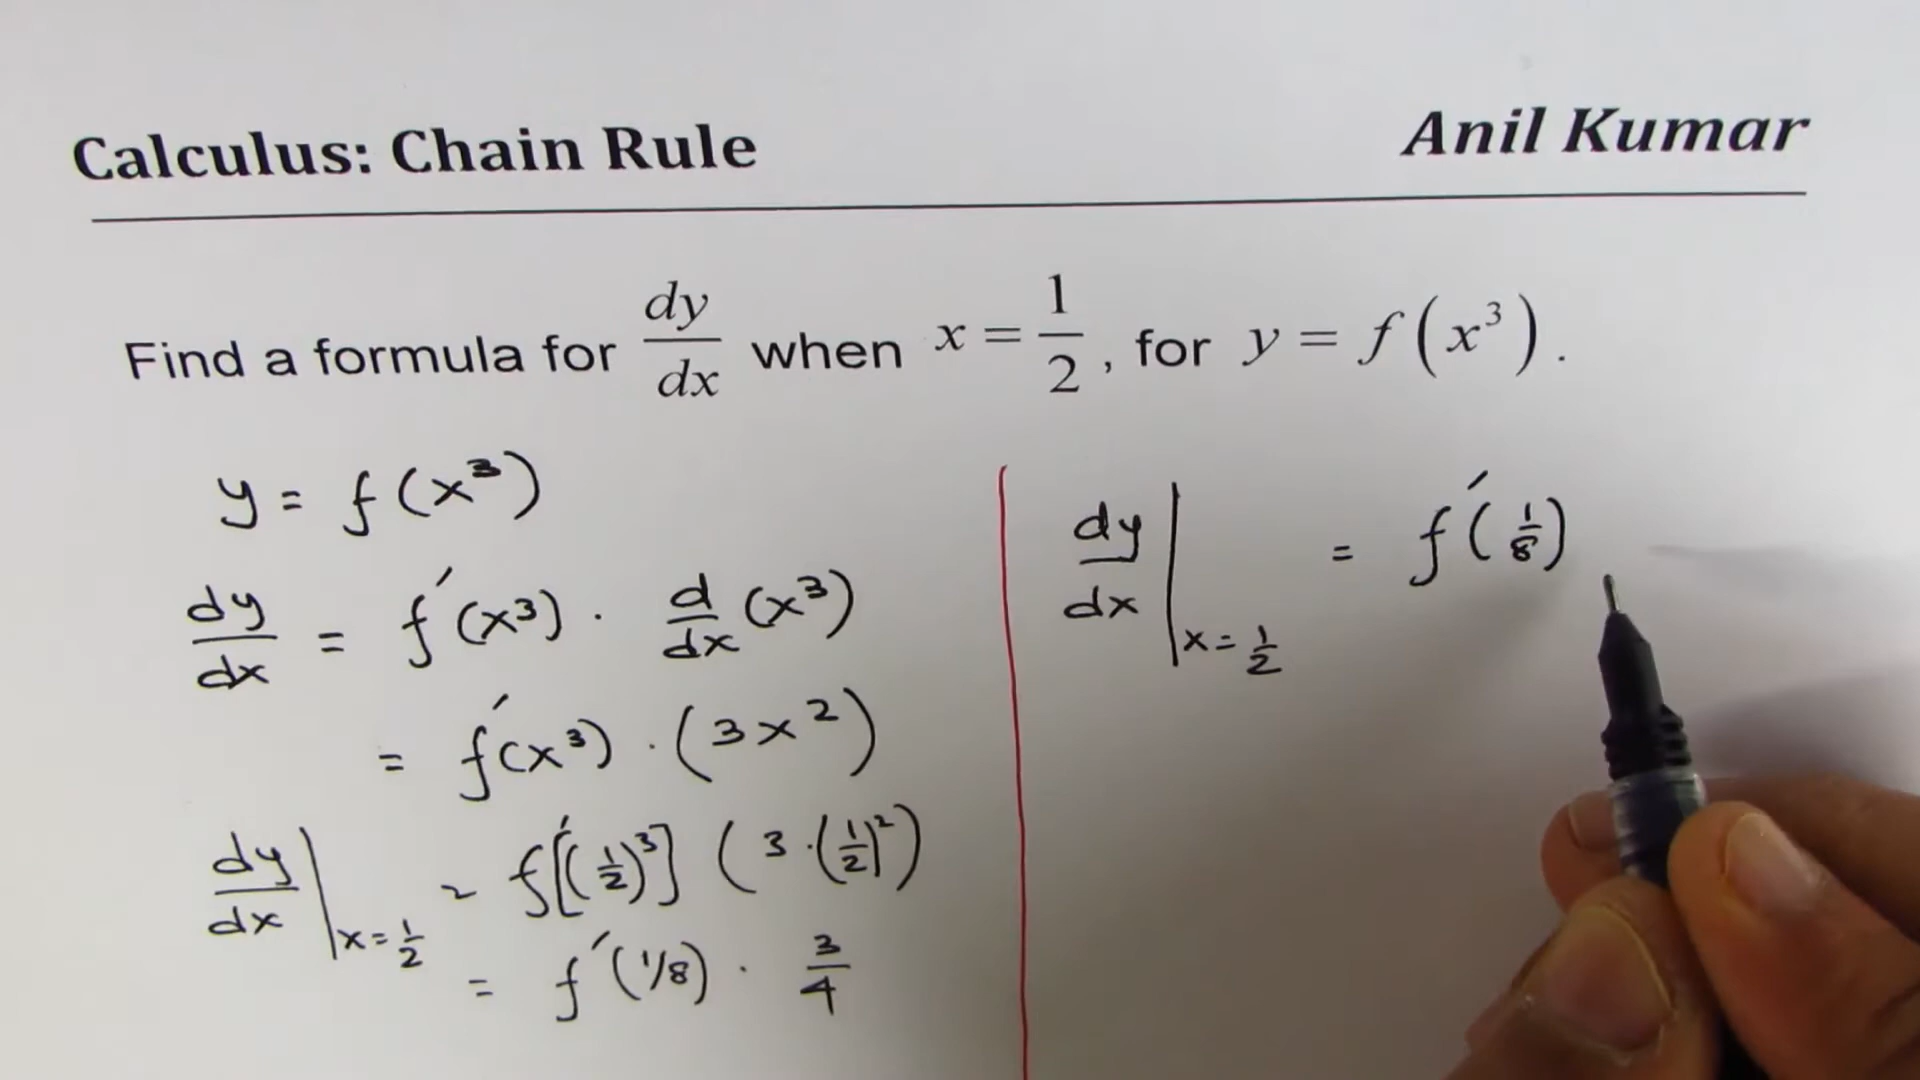 Calculus: Chain Rule Anil Kumar
Find a formula for dy/dx when x = 1/2, for y = f(x³).
y = f(x³)
dy/dx = f′(x³) · d/dx (x³)
= f′(x³) · (3x²)
dy/dx |x=1/2 = f′[(1/2)³] (3·(1/2)²)
= f′(1/8) · 3/4
dy/dx |x=1/2 = f′(1/8)